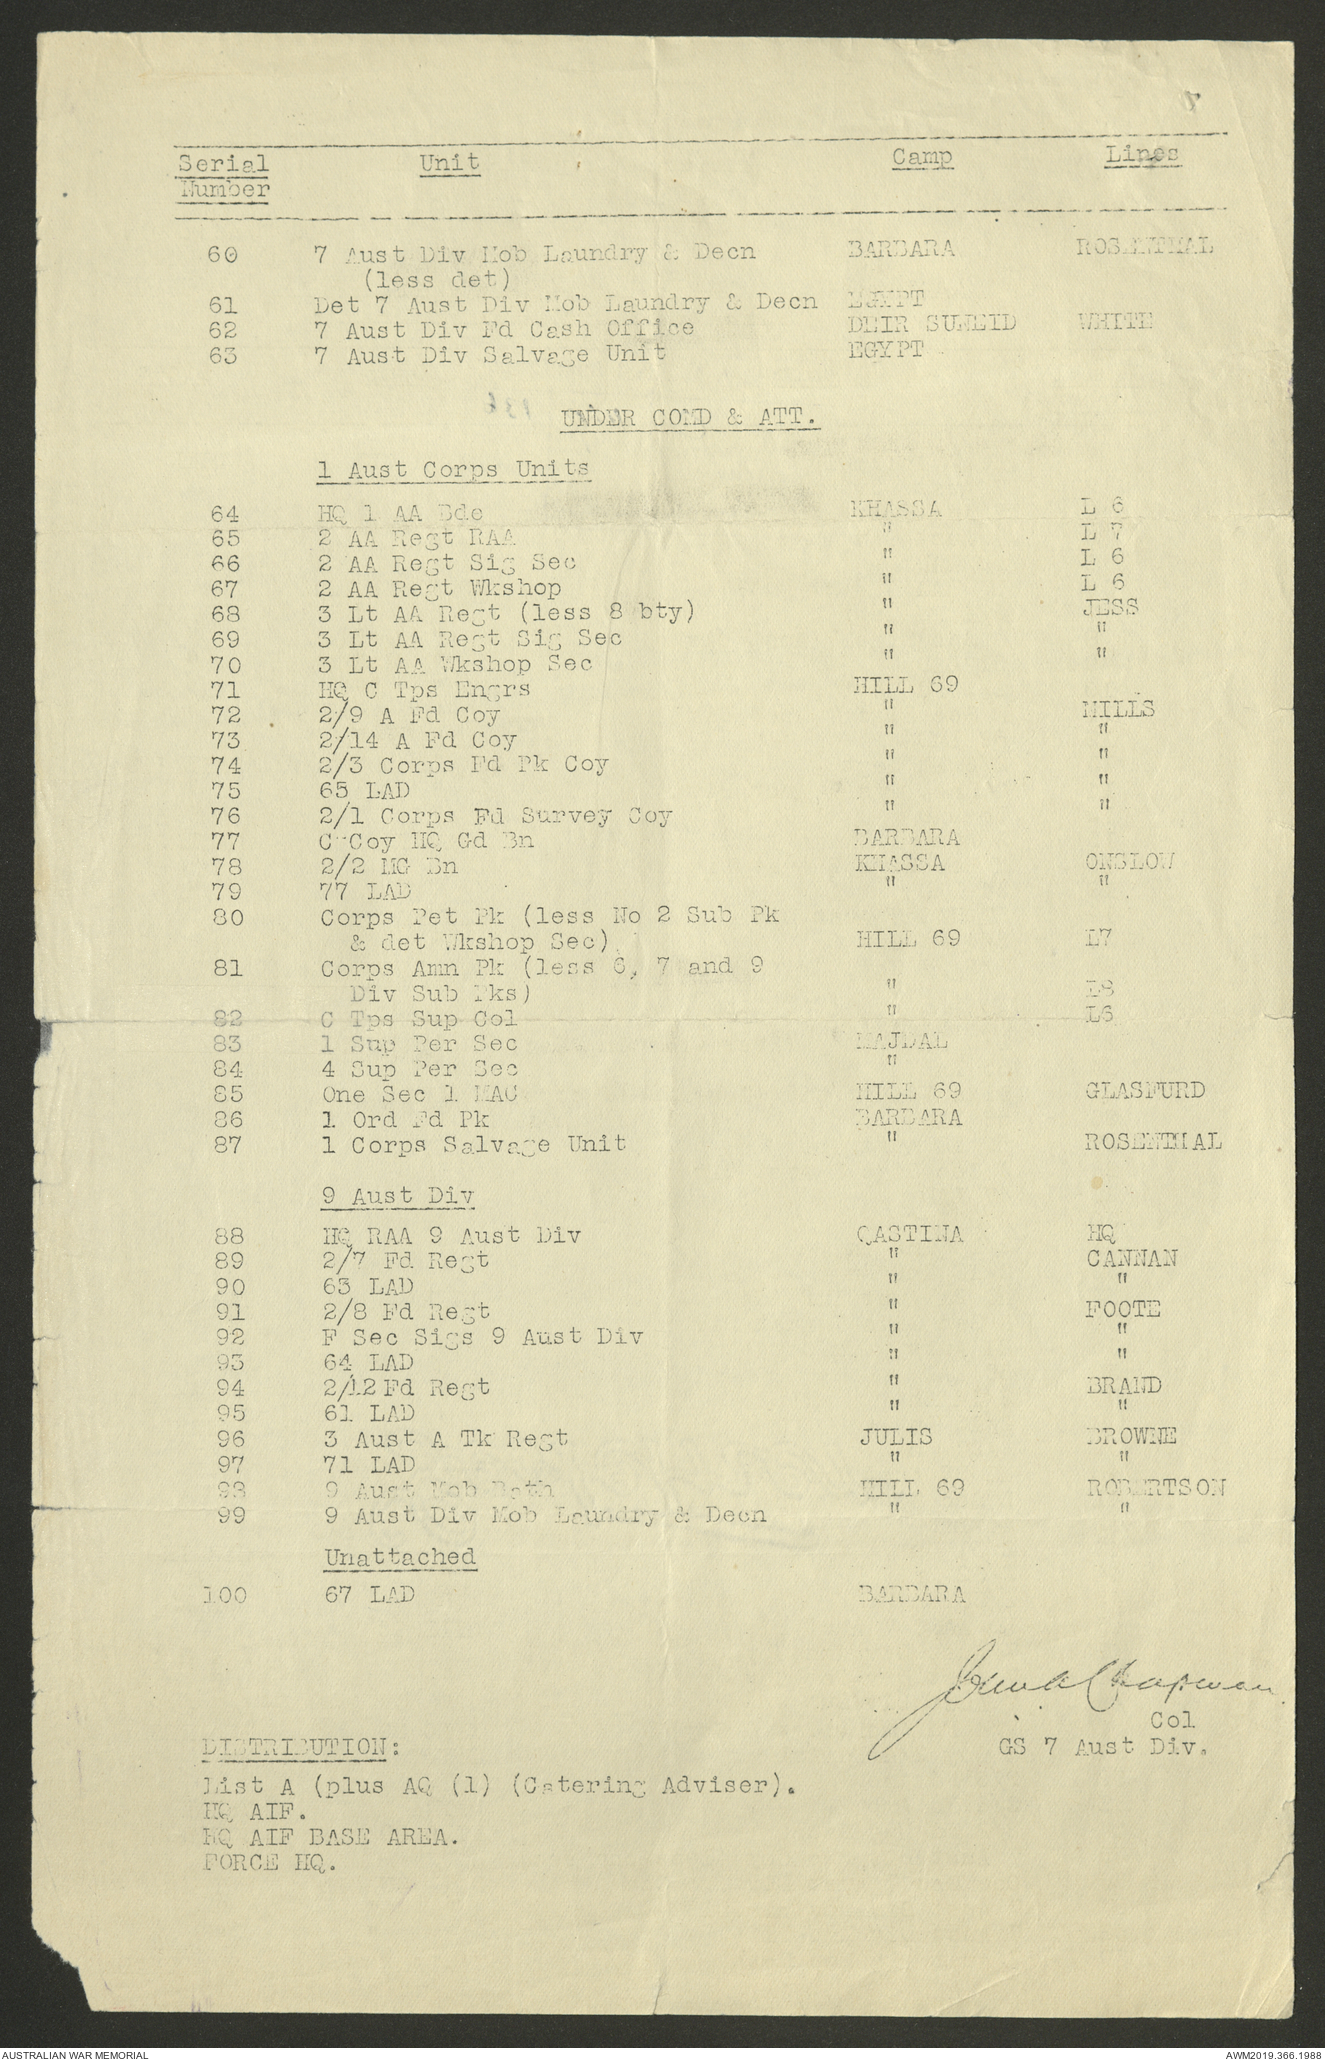 Serial Unit Camp Lines
Number
60 7 Aust Div Mob Laundry & Decn BARBARA ROSENTHAL
(less det)
61 Det 7 Aust Div Mob Laundry & Decn EGYPT
62 7 Aust Div Fd Cash Office DEIR SUNEID WHITE
63 7 Aust Div Salvage Unit EGYPT
UNDER COMD & ATT.
1 Aust Corps Units
64 HQ 1 AA Bde KHASSA L 6
65 2 AA Regt RAA " L 7
66 2 AA Regt Sig Sec " L 6
67 2 AA Regt Wkshop " L 6
68 3 Lt AA Regt (less 8 bty) " JESS
69 3 Lt AA Regt Sig Sec " "
70 3 Lt AA Wkshop Sec " "
71 HQ C Tps Engrs HILL 69
72 2/9 A Fd Coy " MILLS
73 2/14 A Fd Coy " "
74 2/3 Corps Fd Pk Coy " "
75 65 LAD " "
76 2/1 Corps Fd Survey Coy " "
77 C Coy HQ Gd Bn BARBARA
78 2/2 MG Bn KHASSA ONSLOW
79 77 LAD " "
80 Corps Pet Pk (less No 2 Sub Pk
& det Wkshop Sec) HILL 69 L7
81 Corps Amn Pk (less 6, 7 and 9
Div Sub Pks) " L8
82 C Tps Sup Col " L6
83 1 Sup Per Sec MAJDAL
84 4 Sup Per Sec "
85 One Sec 1 MAC HILL 69 GLASFURD
86 1 Ord Fd Pk BARBARA
87 1 Corps Salvage Unit " ROSENTHAL
9 Aust Div
88 HQ RAA 9 Aust Div QASTINA HQ
89 2/7 Fd Regt " CANNAN
90 63 LAD " "
91 2/8 Fd Regt " FOOTE
92 F Sec Sigs 9 Aust Div " "
93 64 LAD " "
94 2/12 Fd Regt " BRAND
95 61 LAD " "
96 3 Aust A Tk Regt JULIS BROWNE
97 71 LAD " "
98 9 Aust Mob Bath HILL 69 ROBERTSON
99 9 Aust Div Mob Laundry & Decn " "
Unattached
100 67 LAD BARBARA
Chapman
Col
GS 7 Aust Div.
DISTRIBUTION:
List A (plus AQ (1) (Catering Adviser).
HQ AIF.
HQ AIF BASE AREA.
FORCE HQ.
AUSTRALIAN WAR MEMORIAL AWM2019.366.1988